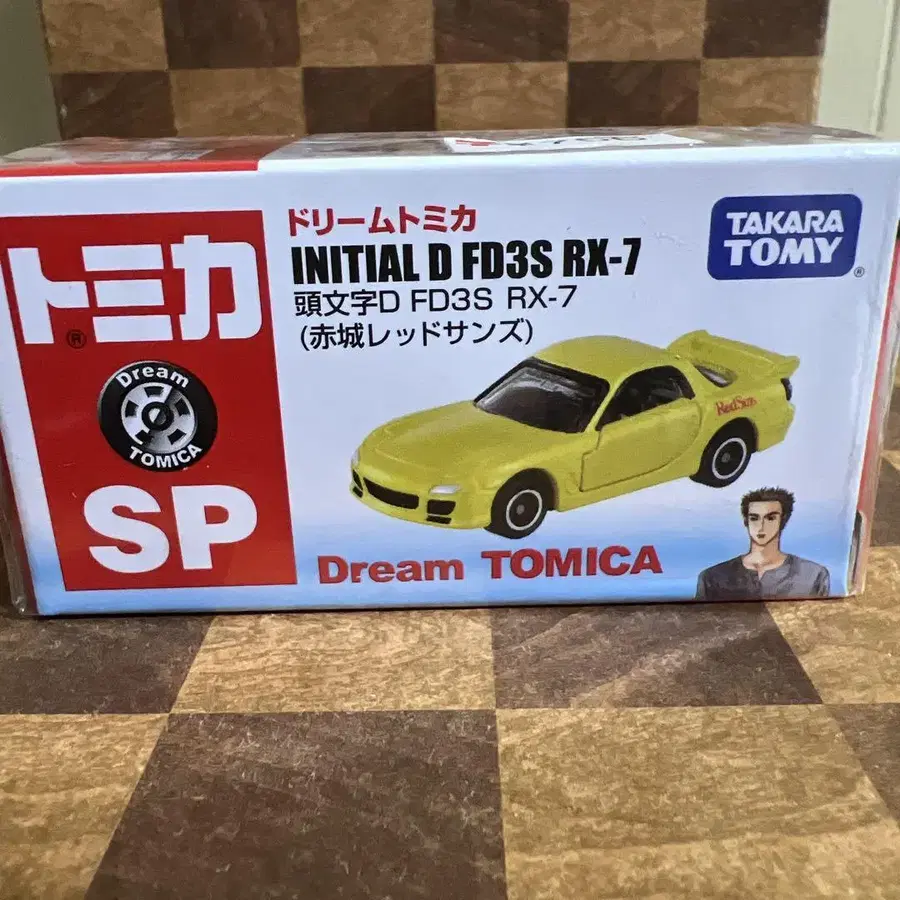 トミカ
®
Dream
TOMICA
SP
ドリームトミカ
INITIAL D FD3S RX-7
頭文字D FD3S RX-7
(赤城レッドサンズ)
TAKARA
TOMY
®
RedSuns
Dream TOMICA